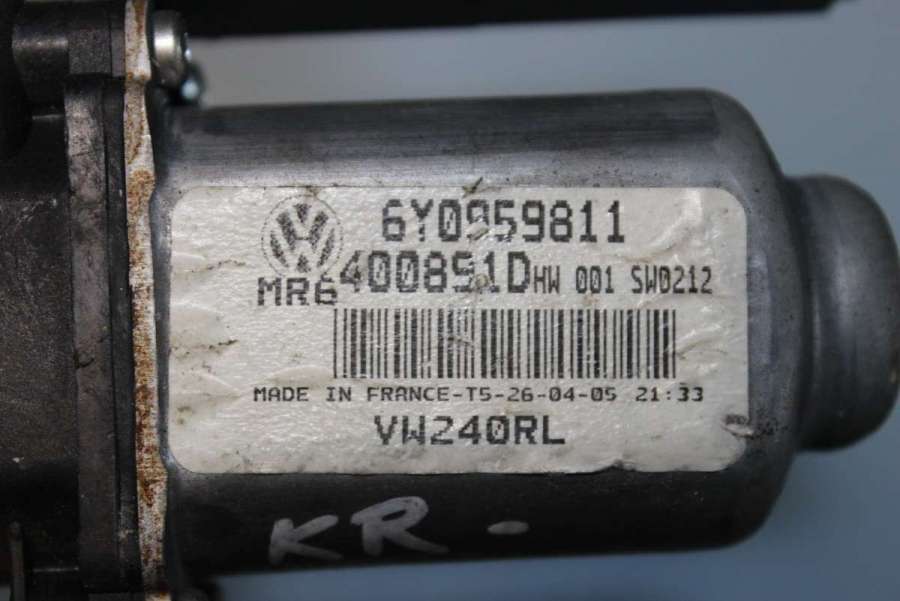 6Y0959811
MR6 400891D HW 001 SW0212
MADE IN FRANCE-T5-26-04-05 21:33
VW240RL
KR -